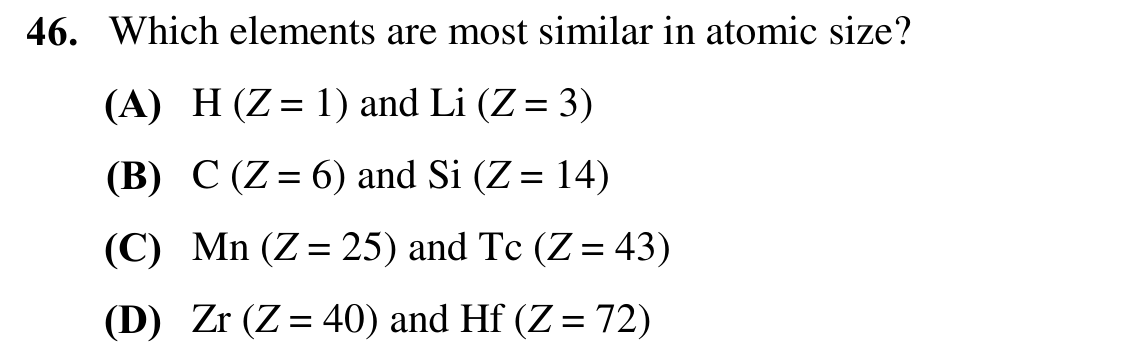 46. Which elements are most similar in atomic size?
(A) H (Z = 1) and Li (Z = 3)
(B) C (Z = 6) and Si (Z = 14)
(C) Mn (Z = 25) and Tc (Z = 43)
(D) Zr (Z = 40) and Hf (Z = 72)